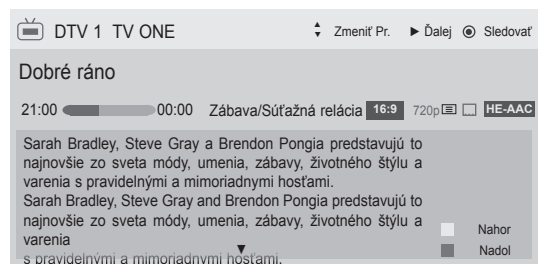 DTV 1 TV ONE Zmeniť Pr. Ďalej Sledovať
Dobré ráno
21:00 00:00 Zábava/Súťažná relácia 16:9 720p HE-AAC
Sarah Bradley, Steve Gray a Brendon Pongia predstavujú to
najnovšie zo sveta módy, umenia, zábavy, životného štýlu a
varenia s pravidelnými a mimoriadnymi hosťami.
Sarah Bradley, Steve Gray and Brendon Pongia predstavujú to
najnovšie zo sveta módy, umenia, zábavy, životného štýlu a
varenia
s pravidelnými a mimoriadnymi hosťami.
Nahor
Nadol